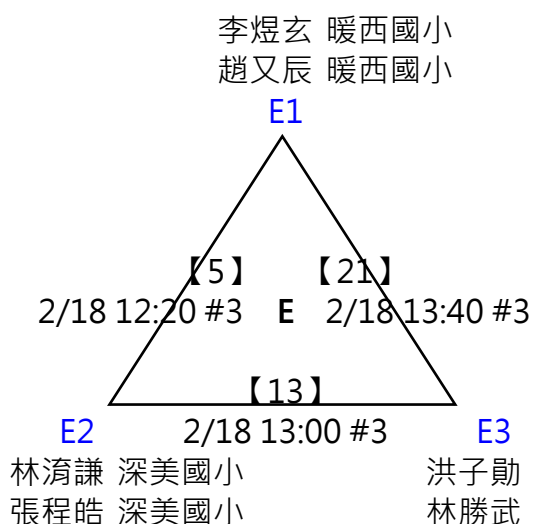 李煜玄 暖西國小
趙又辰 暖西國小
E1
【5】 【21】
2/18 12:20 #3 E 2/18 13:40 #3
【13】
E2 2/18 13:00 #3 E3
林淯謙 深美國小 洪子勛
張程皓 深美國小 林勝武